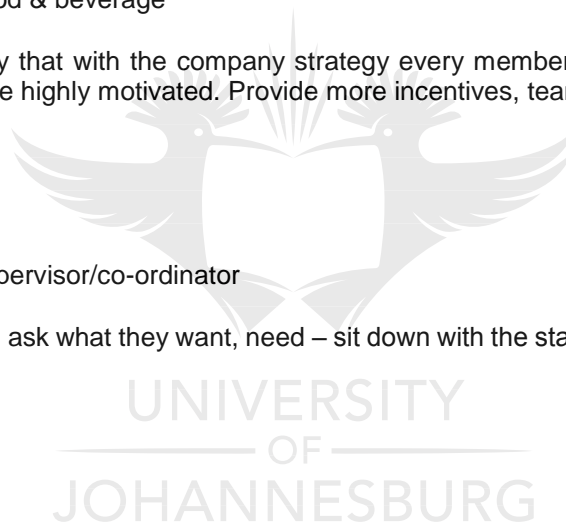 od & beverage
y that with the company strategy every member
e highly motivated. Provide more incentives, tear
pervisor/co-ordinator
ask what they want, need – sit down with the sta
UNIVERSITY
OF
JOHANNESBURG